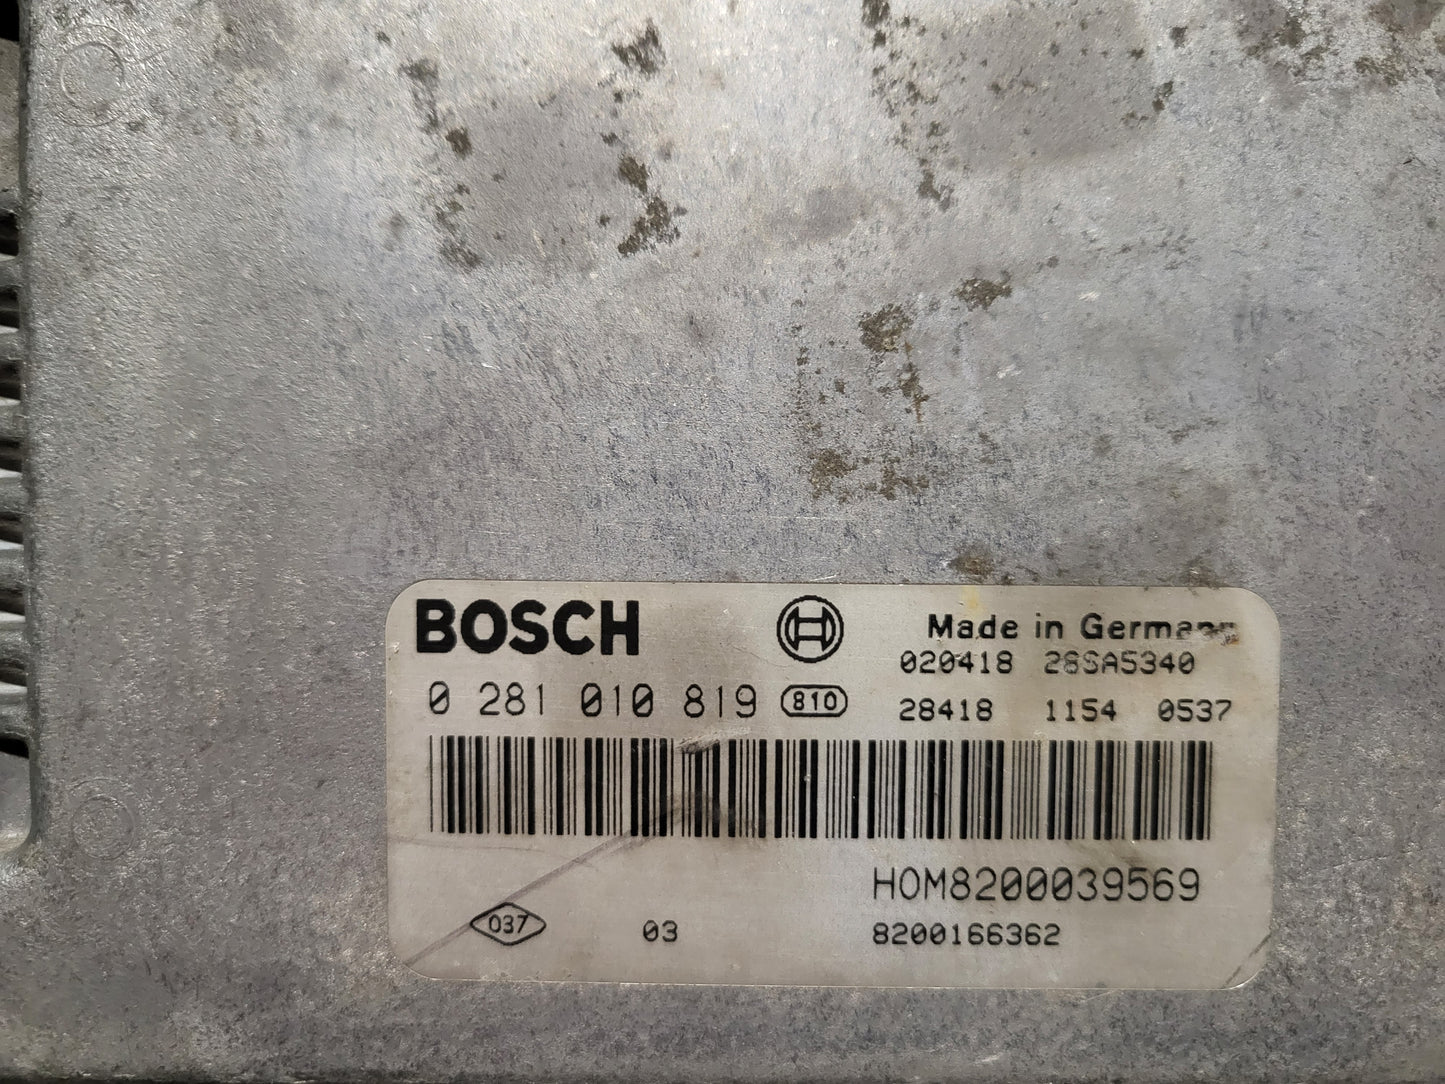 BOSCH
Made in Germany
020418 28SA5340
0 281 010 819 810
28418 1154 0537
HOM8200039569
037 03 8200166362